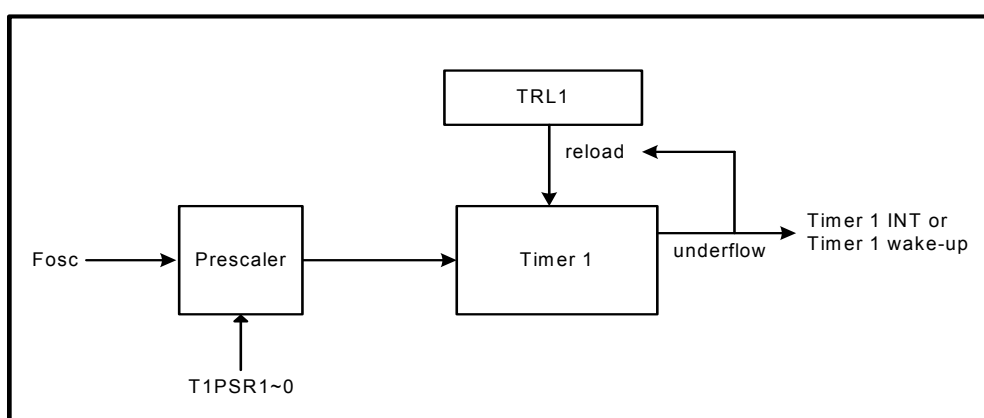 TRL1
reload
Fosc
Prescaler
Timer 1
underflow
Timer 1 INT or
Timer 1 wake-up
T1PSR1~0